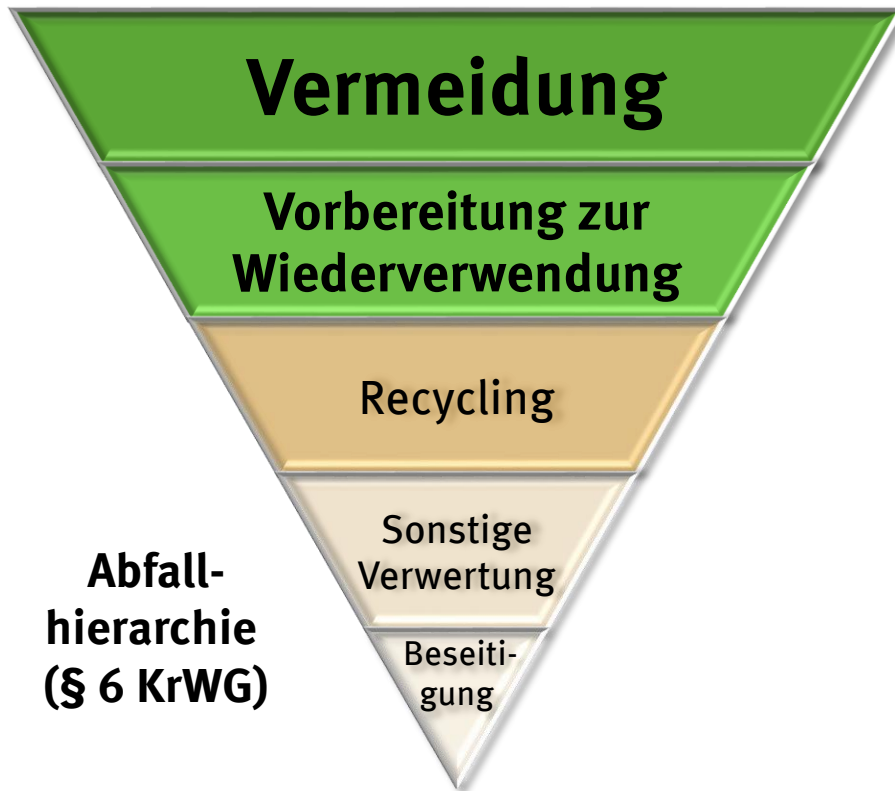 Vermeidung
Vorbereitung zur
Wiederverwendung
Recycling
Sonstige
Verwertung
Beseiti-
gung
Abfall-
hierarchie
(§ 6 KrWG)